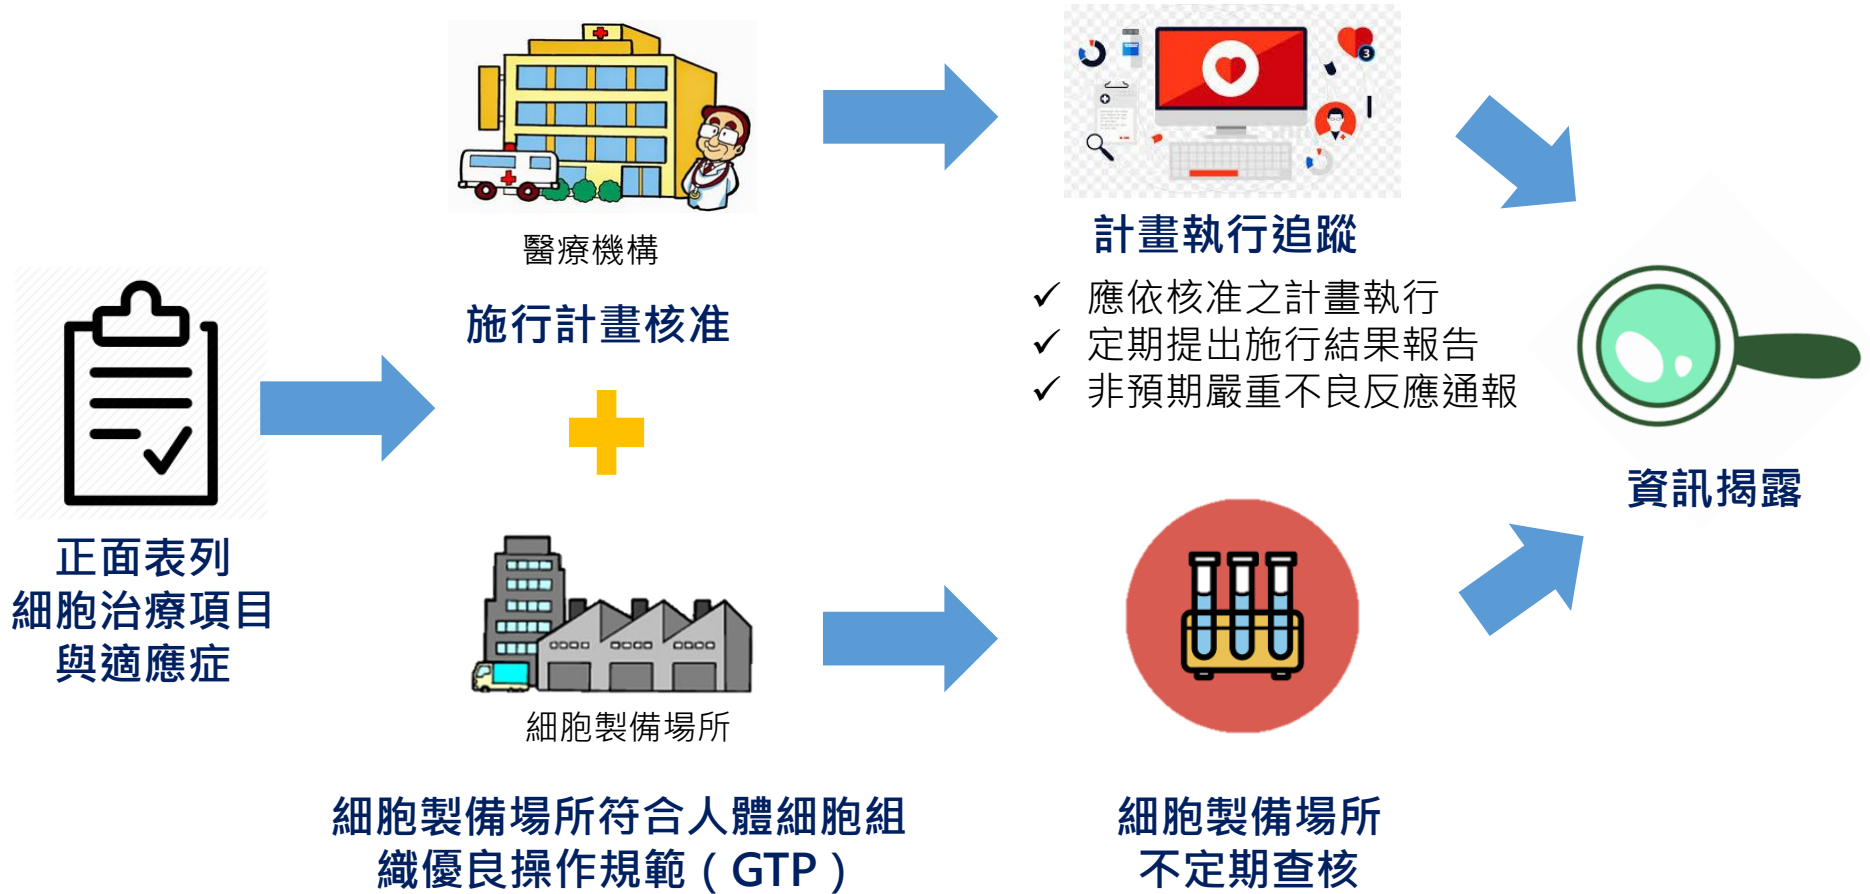 正面表列
細胞治療項目
與適應症
醫療機構
施行計畫核准
細胞製備場所
細胞製備場所符合人體細胞組
織優良操作規範（GTP）
3
計畫執行追蹤
✓ 應依核准之計畫執行
✓ 定期提出施行結果報告
✓ 非預期嚴重不良反應通報
細胞製備場所
不定期查核
資訊揭露